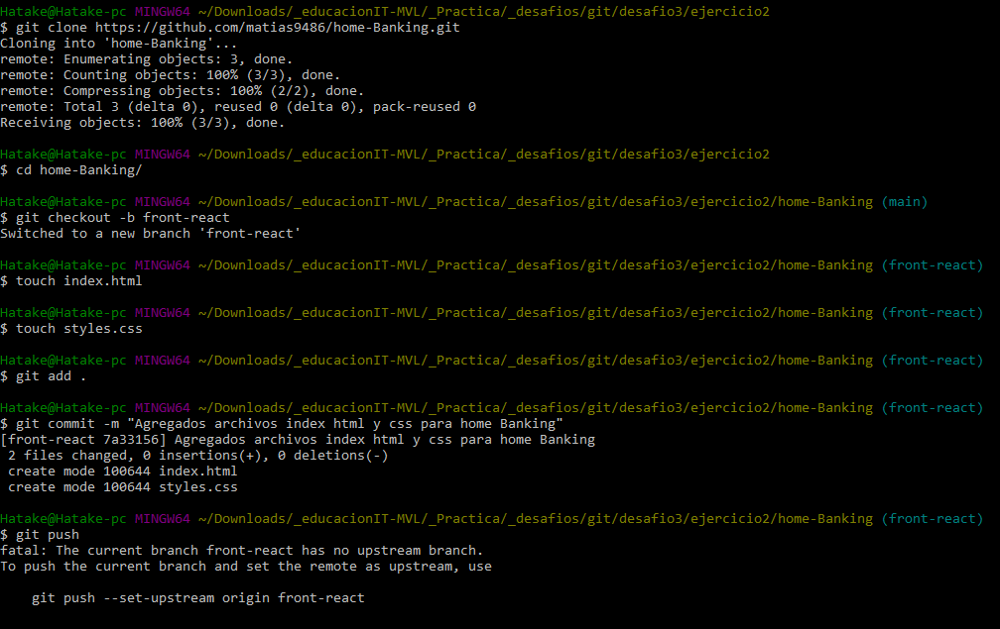 Hatake@Hatake-pc MINGW64 ~/Downloads/_educacionIT-MVL/_Practica/_desafios/git/desafio3/ejercicio2
$ git clone https://github.com/matias9486/home-Banking.git
Cloning into 'home-Banking'...
remote: Enumerating objects: 3, done.
remote: Counting objects: 100% (3/3), done.
remote: Compressing objects: 100% (2/2), done.
remote: Total 3 (delta 0), reused 0 (delta 0), pack-reused 0
Receiving objects: 100% (3/3), done.
Hatake@Hatake-pc MINGW64 ~/Downloads/_educacionIT-MVL/_Practica/_desafios/git/desafio3/ejercicio2
$ cd home-Banking/
Hatake@Hatake-pc MINGW64 ~/Downloads/_educacionIT-MVL/_Practica/_desafios/git/desafio3/ejercicio2/home-Banking (main)
$ git checkout -b front-react
Switched to a new branch 'front-react'
Hatake@Hatake-pc MINGW64 ~/Downloads/_educacionIT-MVL/_Practica/_desafios/git/desafio3/ejercicio2/home-Banking (front-react)
$ touch index.html
Hatake@Hatake-pc MINGW64 ~/Downloads/_educacionIT-MVL/_Practica/_desafios/git/desafio3/ejercicio2/home-Banking (front-react)
$ touch styles.css
Hatake@Hatake-pc MINGW64 ~/Downloads/_educacionIT-MVL/_Practica/_desafios/git/desafio3/ejercicio2/home-Banking (front-react)
$ git add .
Hatake@Hatake-pc MINGW64 ~/Downloads/_educacionIT-MVL/_Practica/_desafios/git/desafio3/ejercicio2/home-Banking (front-react)
$ git commit -m "Agregados archivos index html y css para home Banking"
[front-react 7a33156] Agregados archivos index html y css para home Banking
 2 files changed, 0 insertions(+), 0 deletions(-)
 create mode 100644 index.html
 create mode 100644 styles.css
Hatake@Hatake-pc MINGW64 ~/Downloads/_educacionIT-MVL/_Practica/_desafios/git/desafio3/ejercicio2/home-Banking (front-react)
$ git push
fatal: The current branch front-react has no upstream branch.
To push the current branch and set the remote as upstream, use
    git push --set-upstream origin front-react